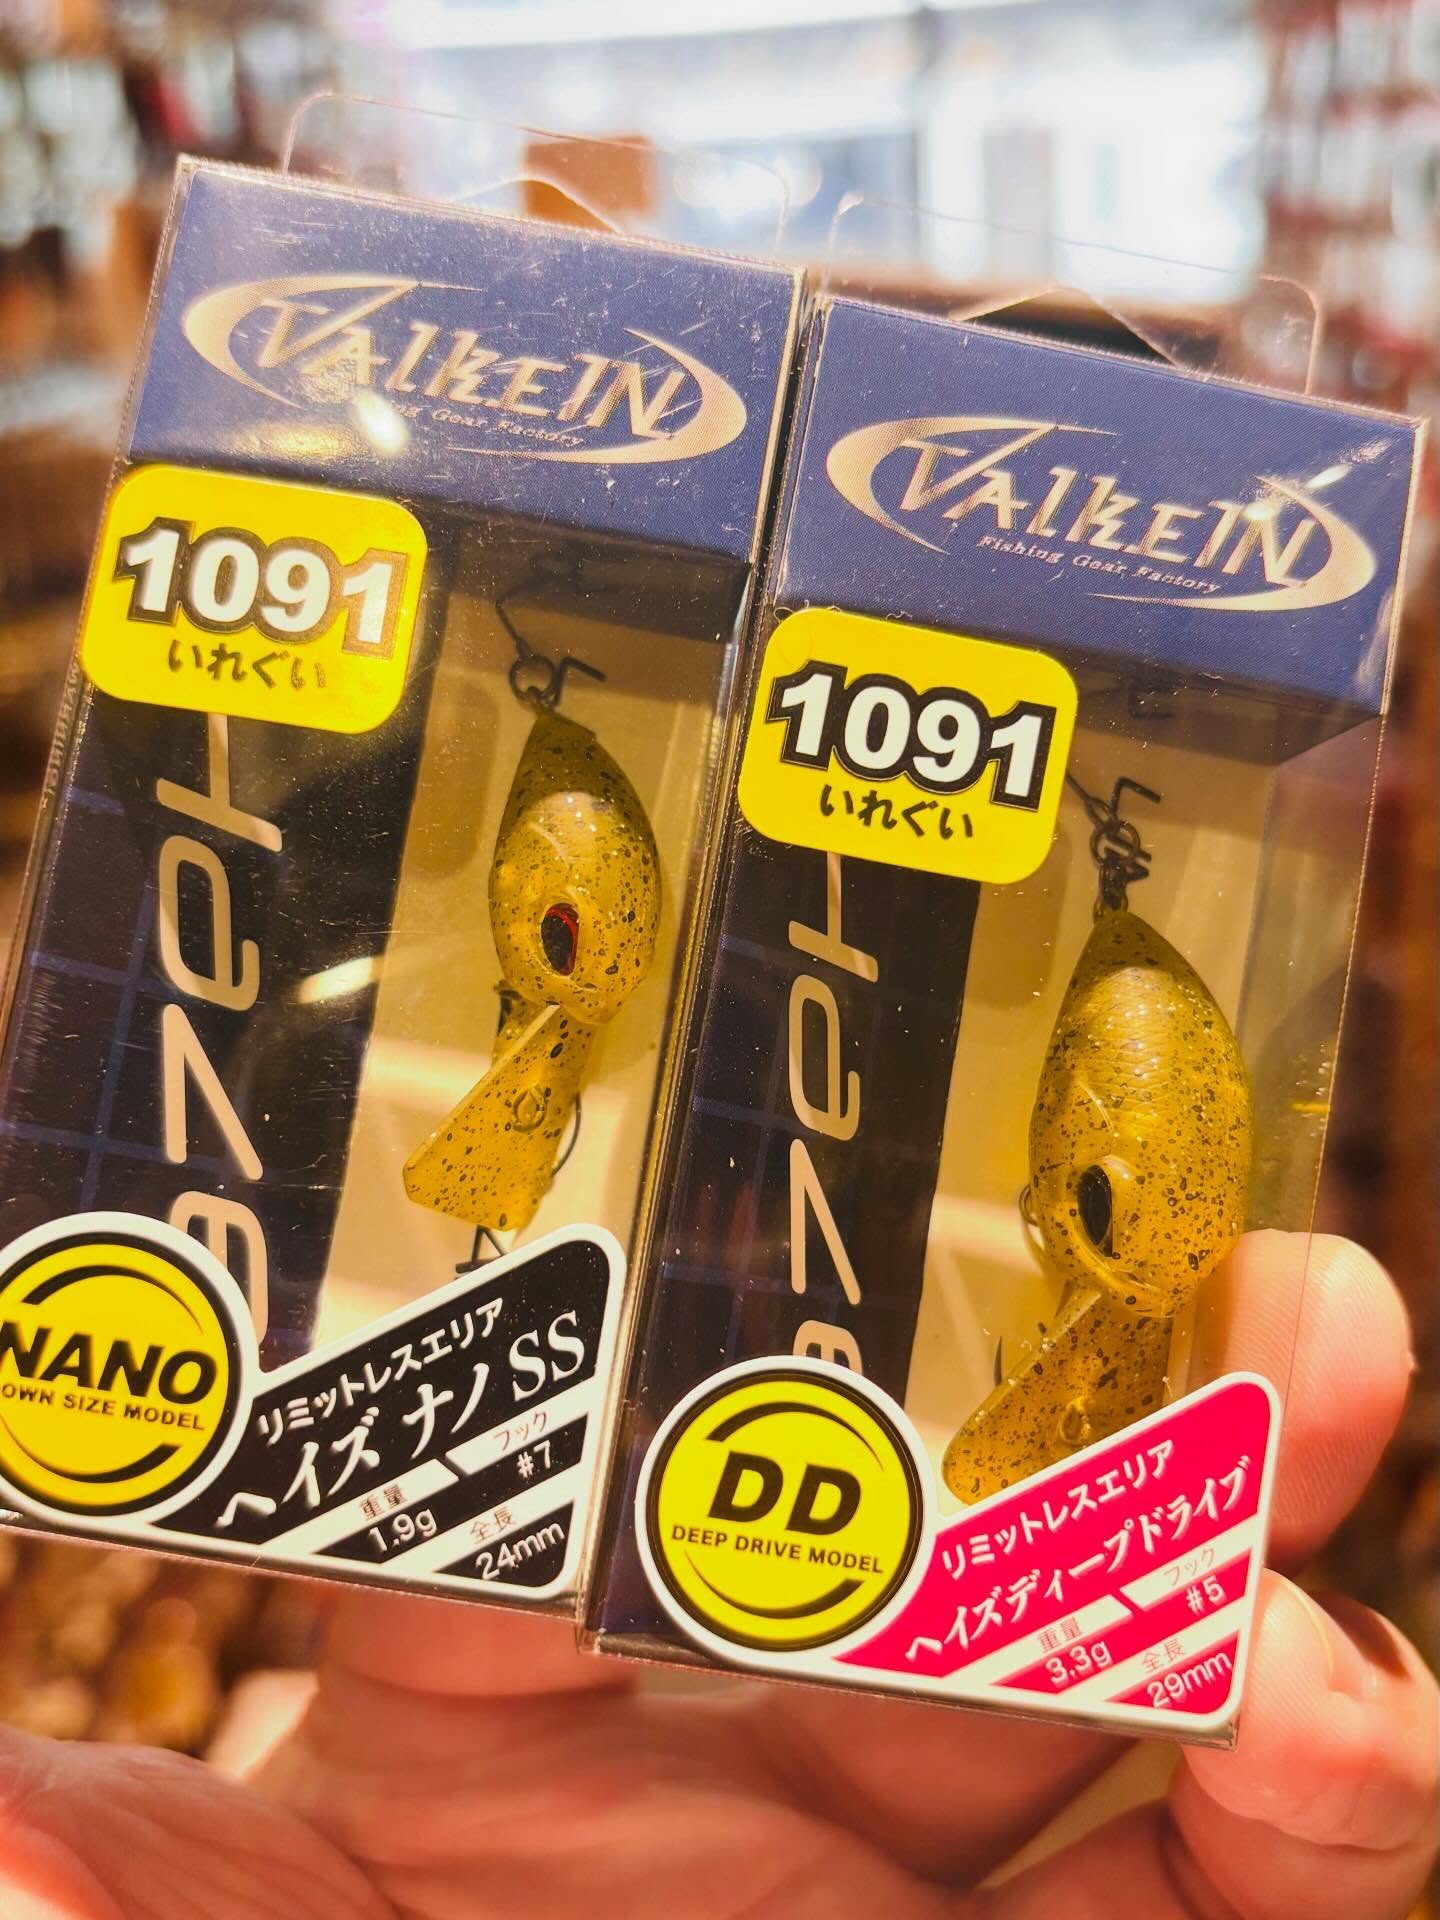 VALKEIN
Fishing Gear Factory
1091
いれぐい
Haze
NANO
DOWN SIZE MODEL
リミットレスエリア
ヘイズ ナノ SS
重量
1.9g
フック
#7
全長
24mm
VALKEIN
Fishing Gear Factory
1091
いれぐい
Haze
DD
DEEP DRIVE MODEL
リミットレスエリア
ヘイズディープドライブ
重量
3.3g
フック
#5
全長
29mm